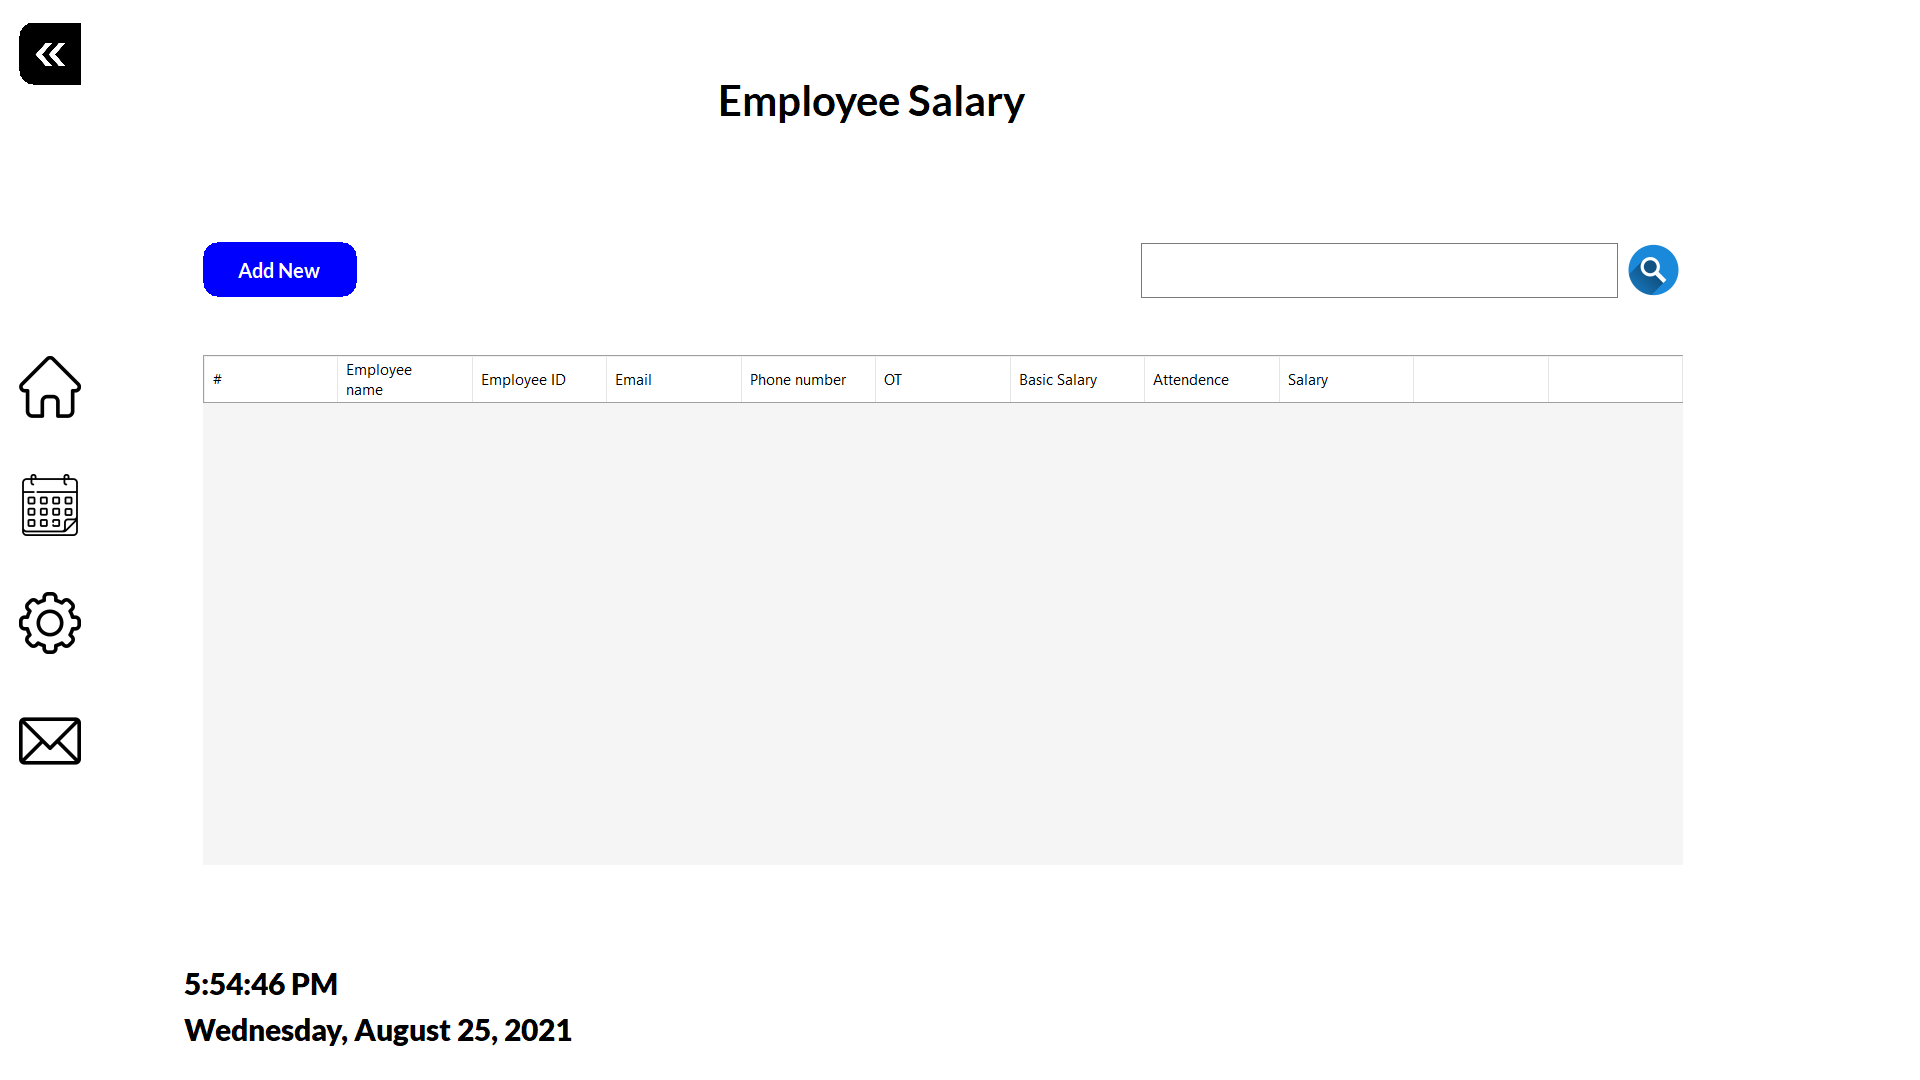 Employee Salary
Add New
#
Employee
name
Employee ID
Email
Phone number
OT
Basic Salary
Attendence
Salary
5:54:46 PM
Wednesday, August 25, 2021